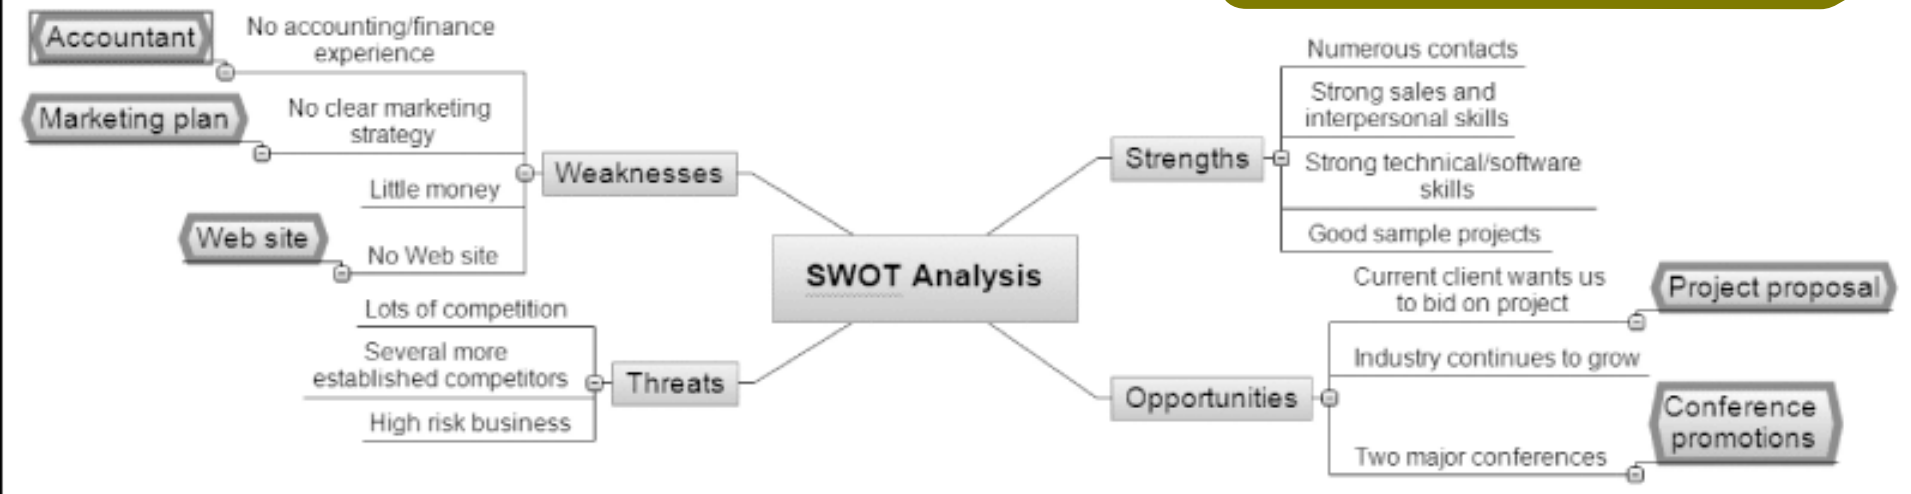 Accountant
No accounting/finance
experience
Marketing plan
No clear marketing
strategy
Weaknesses
Little money
Web site
No Web site
Lots of competition
Several more
established competitors
Threats
High risk business
SWOT Analysis
Numerous contacts
Strong sales and
interpersonal skills
Strengths
Strong technical/software
skills
Good sample projects
Current client wants us
to bid on project
Project proposal
Industry continues to grow
Opportunities
Two major conferences
Conference
promotions